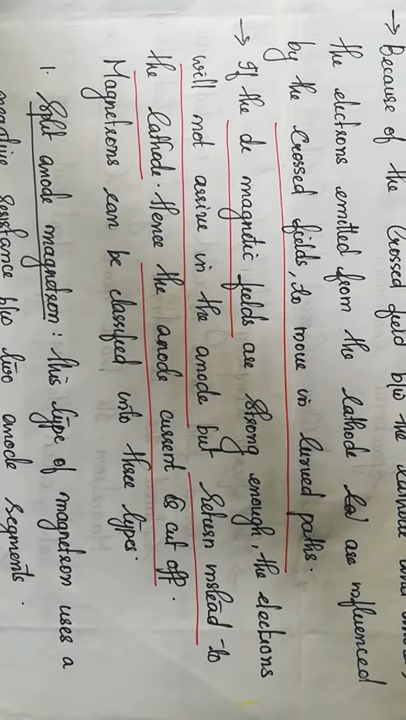 → Because of the crossed field b/w the cathode and
the electrons emitted from the cathode are influenced
by the crossed fields, to move in curved paths.
→ If the dc magnetic fields are strong enough, the electrons
will not arrive in the anode but return instead to
the cathode. Hence the anode current is cut off.
Magnetrons can be classified into three types.
1. Split anode magnetron: This type of magnetron uses a
negative resistance b/w two anode segments.